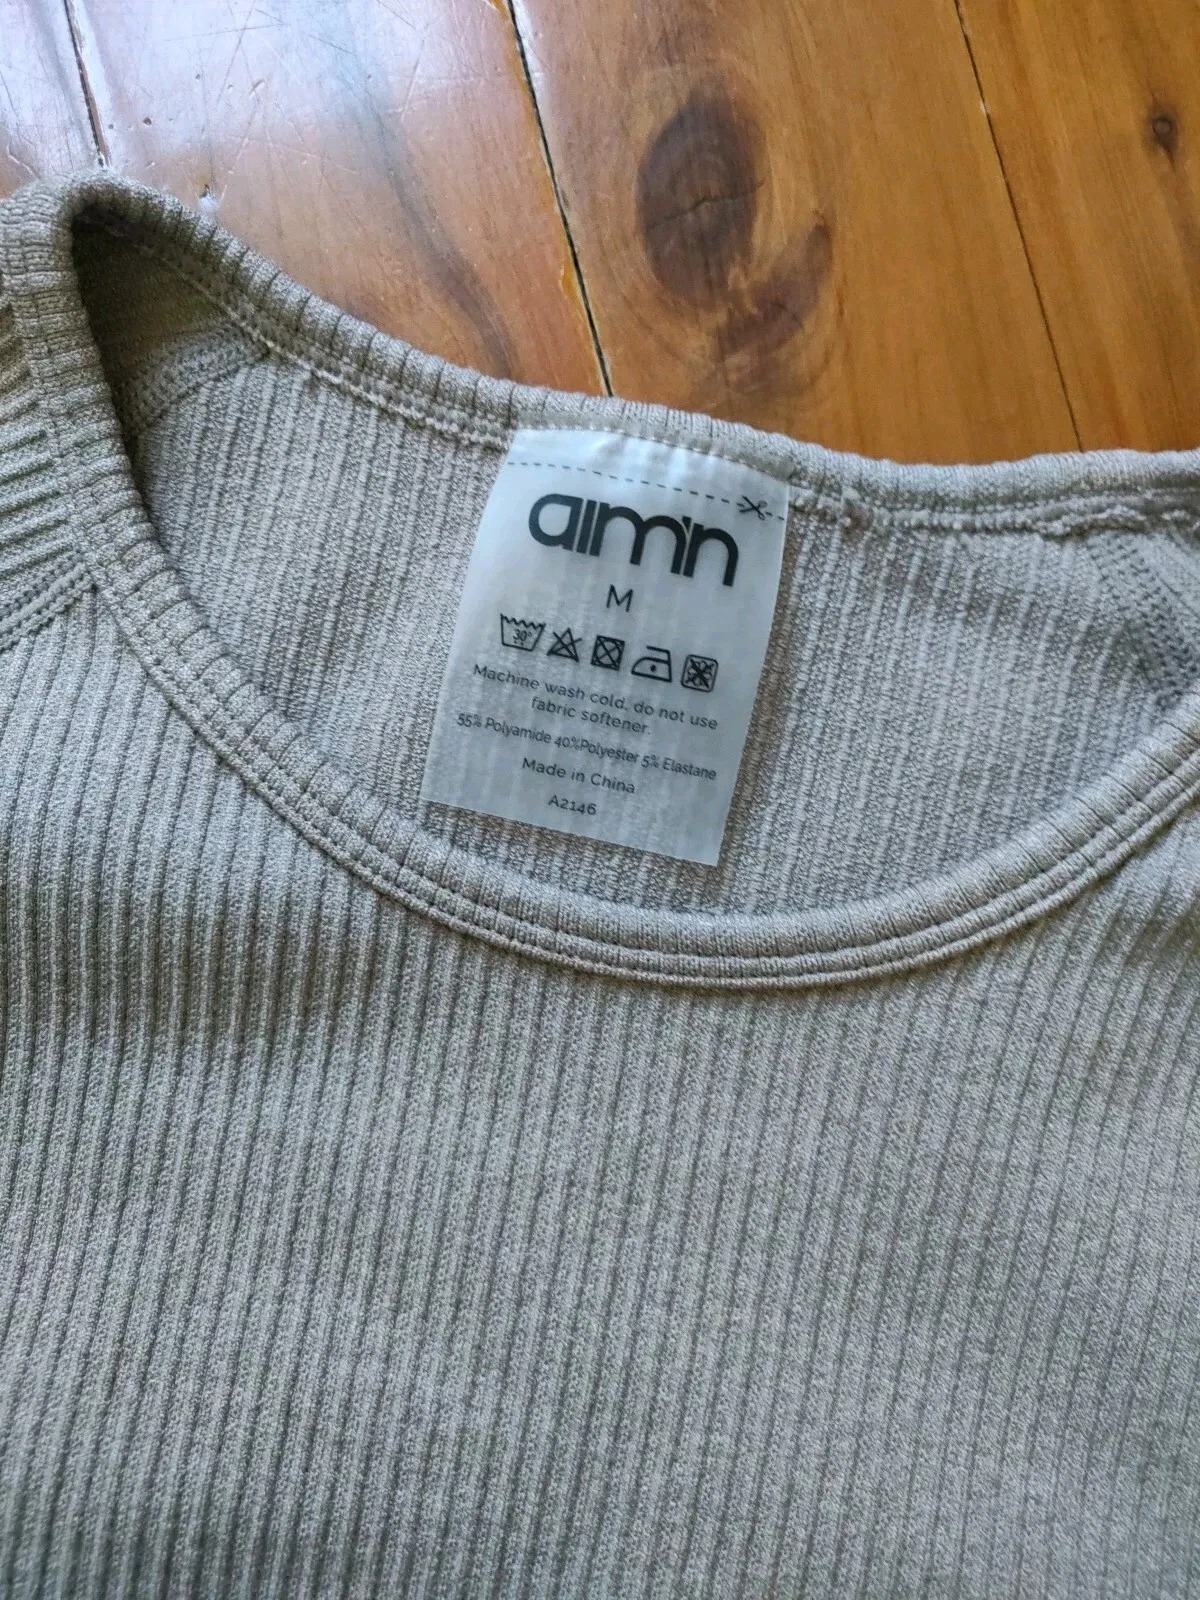 aim'n
M
30°
Machine wash cold, do not use
fabric softener.
55% Polyamide 40%Polyester 5% Elastane
Made in China
A2146